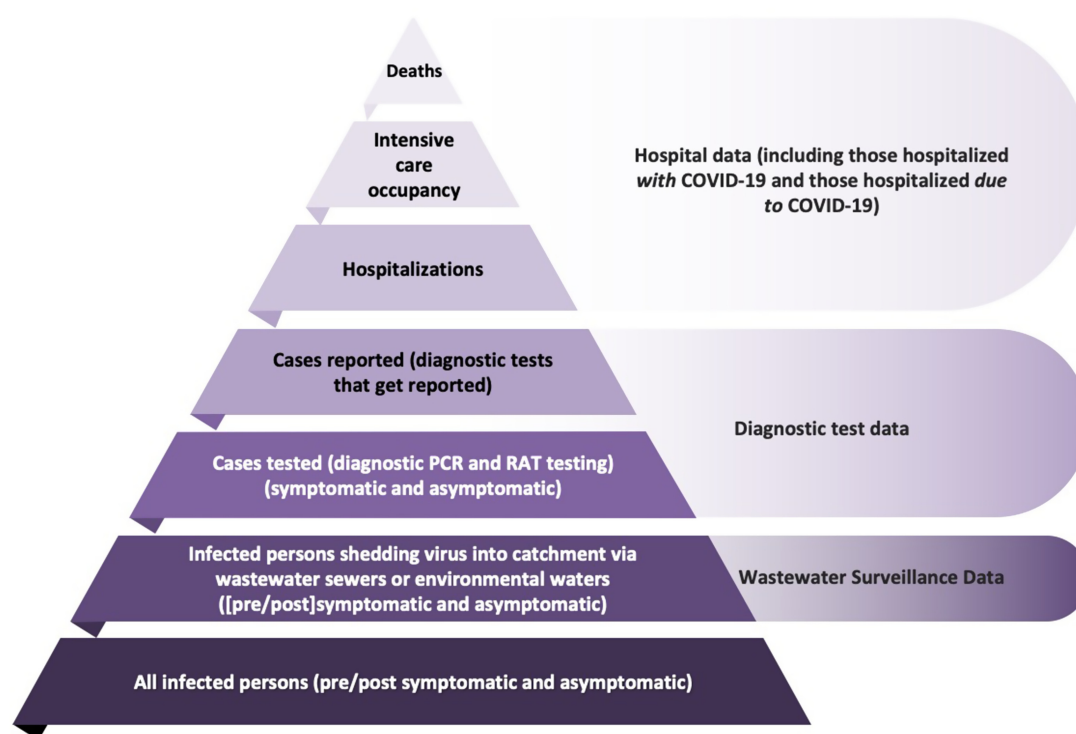 Deaths
Intensive
care
occupancy
Hospital data (including those hospitalized
with COVID-19 and those hospitalized due
to COVID-19)
Hospitalizations
Cases reported (diagnostic tests
that get reported)
Diagnostic test data
Cases tested (diagnostic PCR and RAT testing)
(symptomatic and asymptomatic)
Infected persons shedding virus into catchment via
wastewater sewers or environmental waters
([pre/post]symptomatic and asymptomatic)
Wastewater Surveillance Data
All infected persons (pre/post symptomatic and asymptomatic)